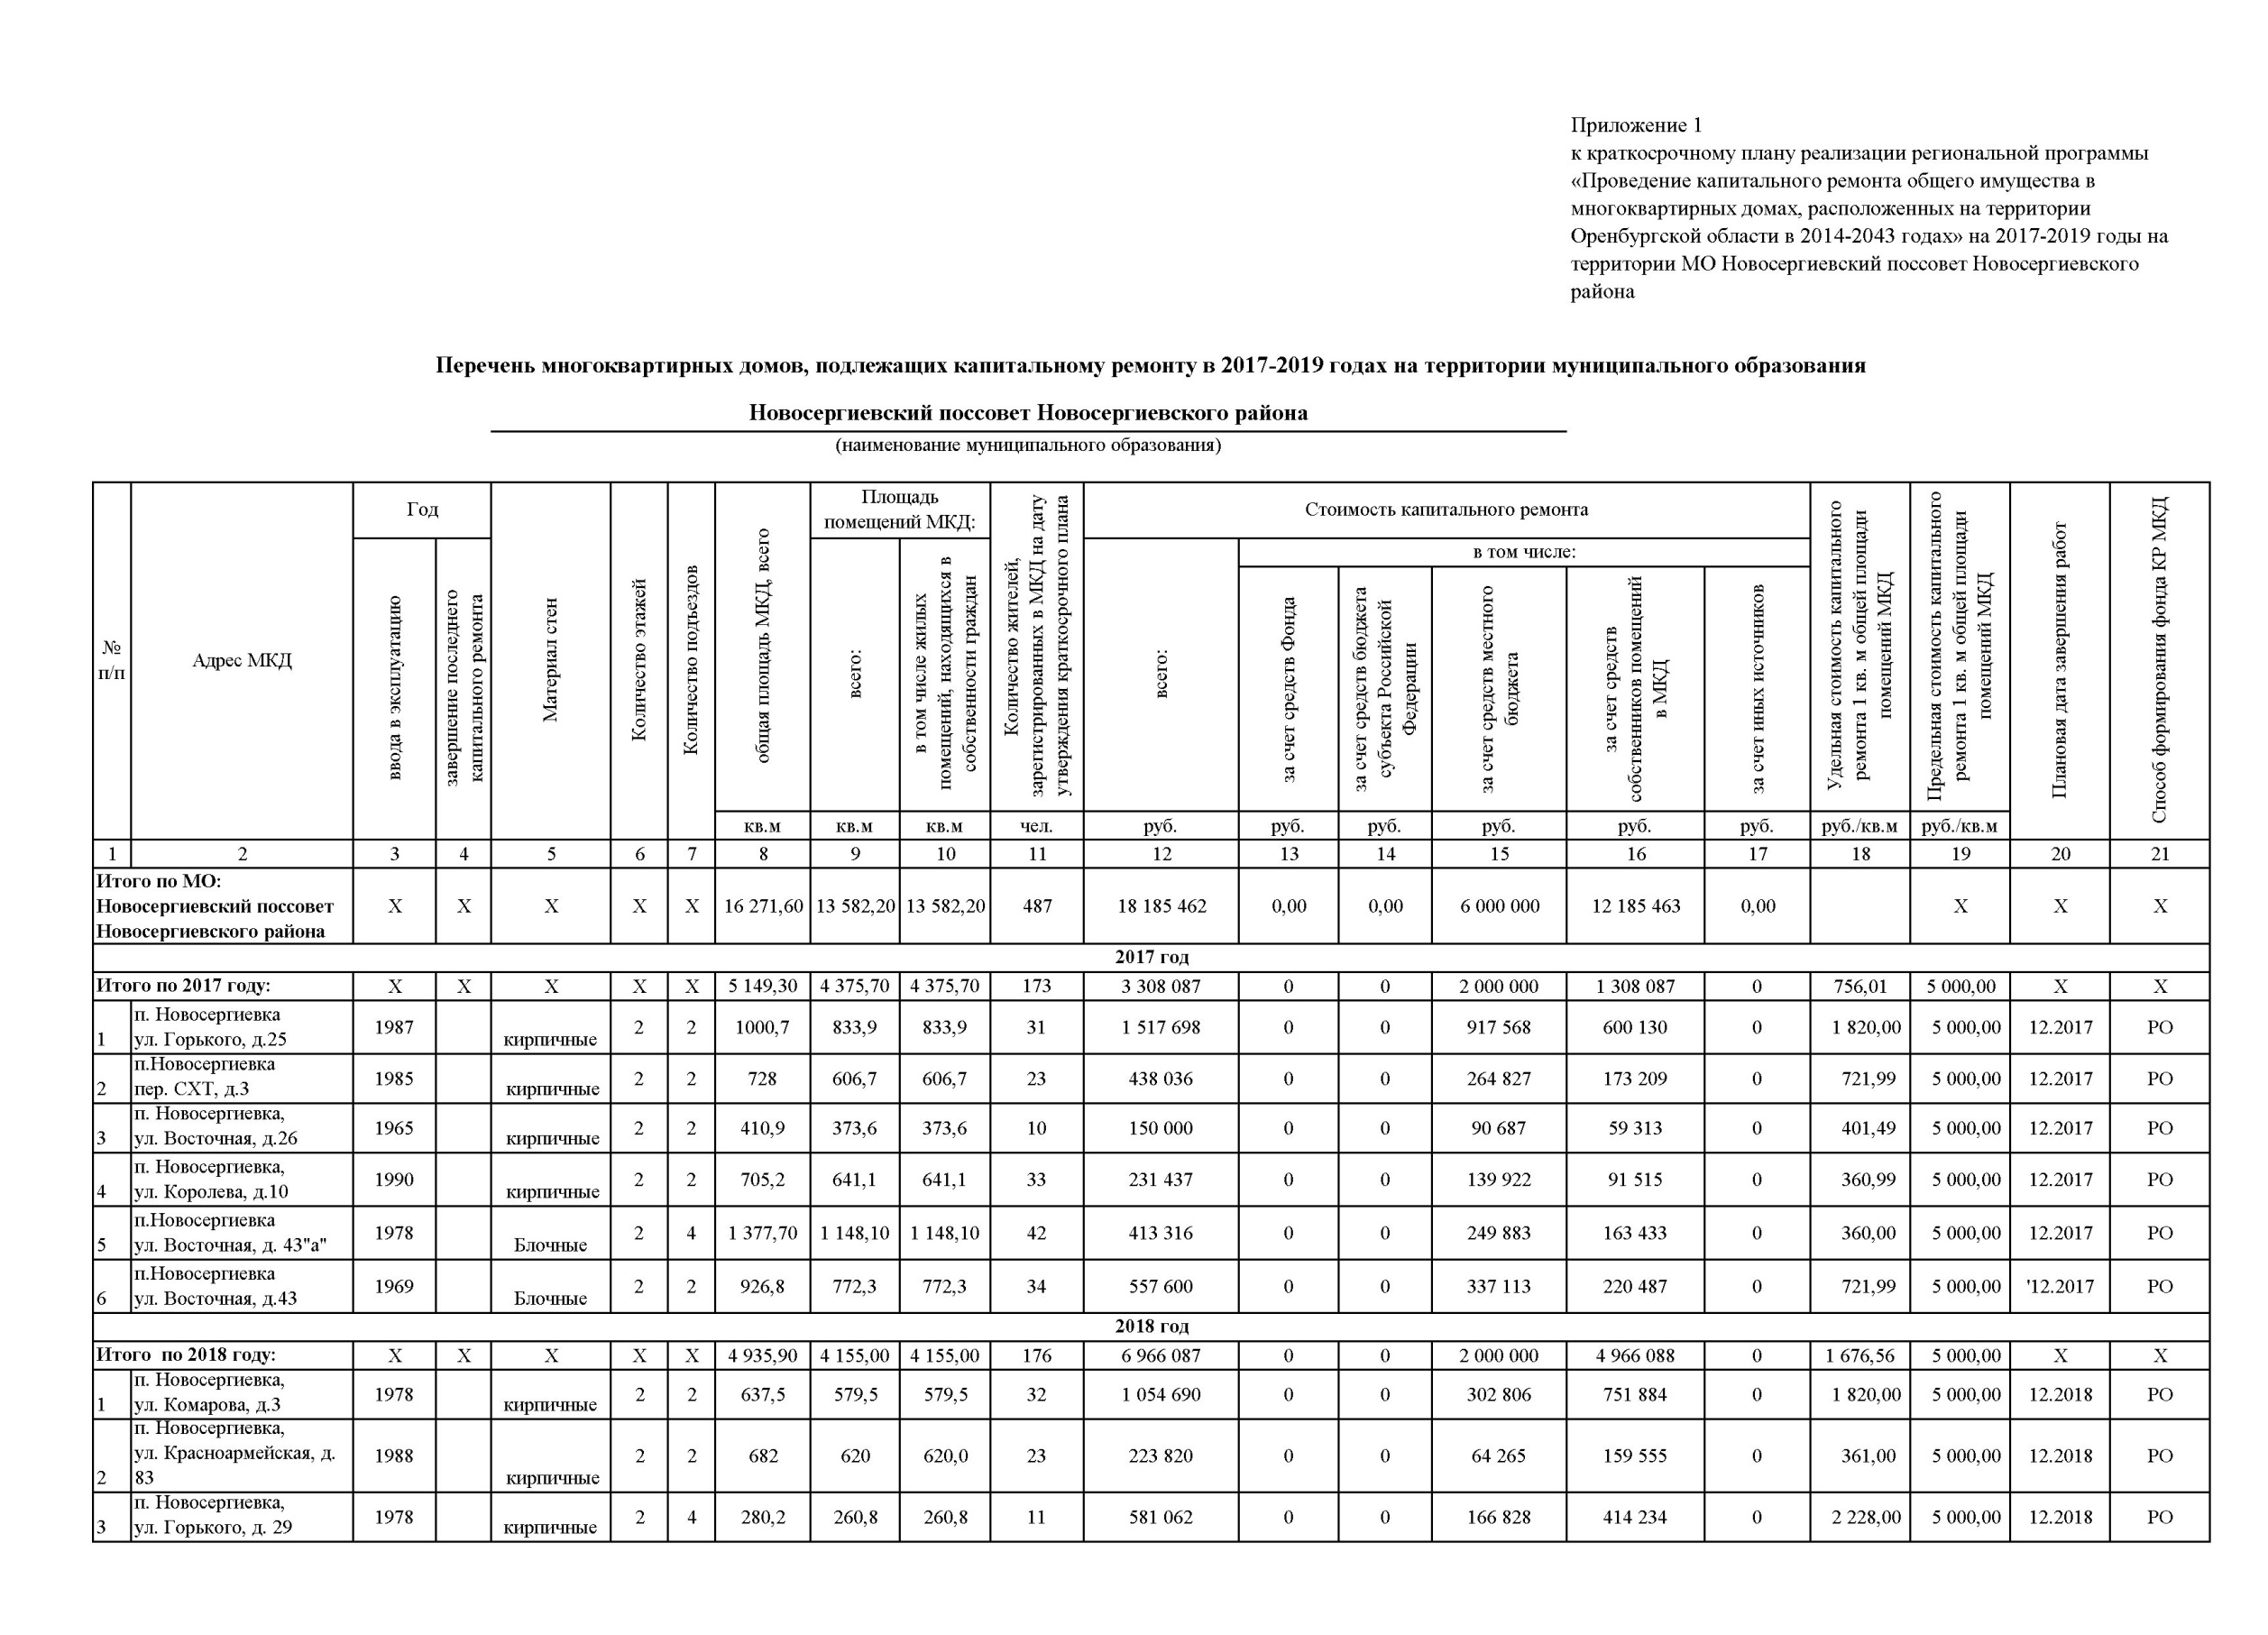 Приложение 1
к краткосрочному плану реализации региональной программы
«Проведение капитального ремонта общего имущества в
многоквартирных домах, расположенных на территории
Оренбургской области в 2014-2043 годах» на 2017-2019 годы на
территории МО Новосергиевский поссовет Новосергиевского
района
Перечень многоквартирных домов, подлежащих капитальному ремонту в 2017-2019 годах на территории муниципального образования
Новосергиевский поссовет Новосергиевского района
(наименование муниципального образования)
№
п/п
Адрес МКД
Год
ввода в эксплуатацию
завершение последнего
капитального ремонта
Материал стен
Количество этажей
Количество подъездов
общая площадь МКД, всего
Площадь
помещений МКД:
всего:
в том числе жилых
помещений, находящихся в
собственности граждан
Количество жителей,
зарегистрированных в МКД на дату
утверждения краткосрочного плана
Стоимость капитального ремонта
всего:
в том числе:
за счет средств Фонда
за счет средств бюджета
субъекта Российской
Федерации
за счет средств местного
бюджета
за счет средств
собственников помещений
в МКД
за счет иных источников
Удельная стоимость капитального
ремонта 1 кв. м общей площади
помещений МКД
Предельная стоимость капитального
ремонта 1 кв. м общей площади
помещений МКД
Плановая дата завершения работ
Способ формирования фонда КР МКД
кв.м кв.м кв.м чел. руб. руб. руб. руб. руб. руб. руб./кв.м руб./кв.м
1 2 3 4 5 6 7 8 9 10 11 12 13 14 15 16 17 18 19 20 21
Итого по МО:
Новосергиевский поссовет X X X X X 16 271,60 13 582,20 13 582,20 487 18 185 462 0,00 0,00 6 000 000 12 185 463 0,00 X X X
Новосергиевского района
2017 год
Итого по 2017 году: X X X X X 5 149,30 4 375,70 4 375,70 173 3 308 087 0 0 2 000 000 1 308 087 0 756,01 5 000,00 X X
п. Новосергиевка
1 ул. Горького, д.25 1987 кирпичные 2 2 1000,7 833,9 833,9 31 1 517 698 0 0 917 568 600 130 0 1 820,00 5 000,00 12.2017 РО
п.Новосергиевка
2 пер. СХТ, д.3 1985 кирпичные 2 2 728 606,7 606,7 23 438 036 0 0 264 827 173 209 0 721,99 5 000,00 12.2017 РО
п. Новосергиевка,
3 ул. Восточная, д.26 1965 кирпичные 2 2 410,9 373,6 373,6 10 150 000 0 0 90 687 59 313 0 401,49 5 000,00 12.2017 РО
п. Новосергиевка,
4 ул. Королева, д.10 1990 кирпичные 2 2 705,2 641,1 641,1 33 231 437 0 0 139 922 91 515 0 360,99 5 000,00 12.2017 РО
п.Новосергиевка
5 ул. Восточная, д. 43"а" 1978 Блочные 2 4 1 377,70 1 148,10 1 148,10 42 413 316 0 0 249 883 163 433 0 360,00 5 000,00 12.2017 РО
п.Новосергиевка
6 ул. Восточная, д.43 1969 Блочные 2 2 926,8 772,3 772,3 34 557 600 0 0 337 113 220 487 0 721,99 5 000,00 '12.2017 РО
2018 год
Итого по 2018 году: X X X X X 4 935,90 4 155,00 4 155,00 176 6 966 087 0 0 2 000 000 4 966 088 0 1 676,56 5 000,00 X X
п. Новосергиевка,
1 ул. Комарова, д.3 1978 кирпичные 2 2 637,5 579,5 579,5 32 1 054 690 0 0 302 806 751 884 0 1 820,00 5 000,00 12.2018 РО
п. Новосергиевка,
ул. Красноармейская, д.
2 83 1988 кирпичные 2 2 682 620 620,0 23 223 820 0 0 64 265 159 555 0 361,00 5 000,00 12.2018 РО
п. Новосергиевка,
3 ул. Горького, д. 29 1978 кирпичные 2 4 280,2 260,8 260,8 11 581 062 0 0 166 828 414 234 0 2 228,00 5 000,00 12.2018 РО